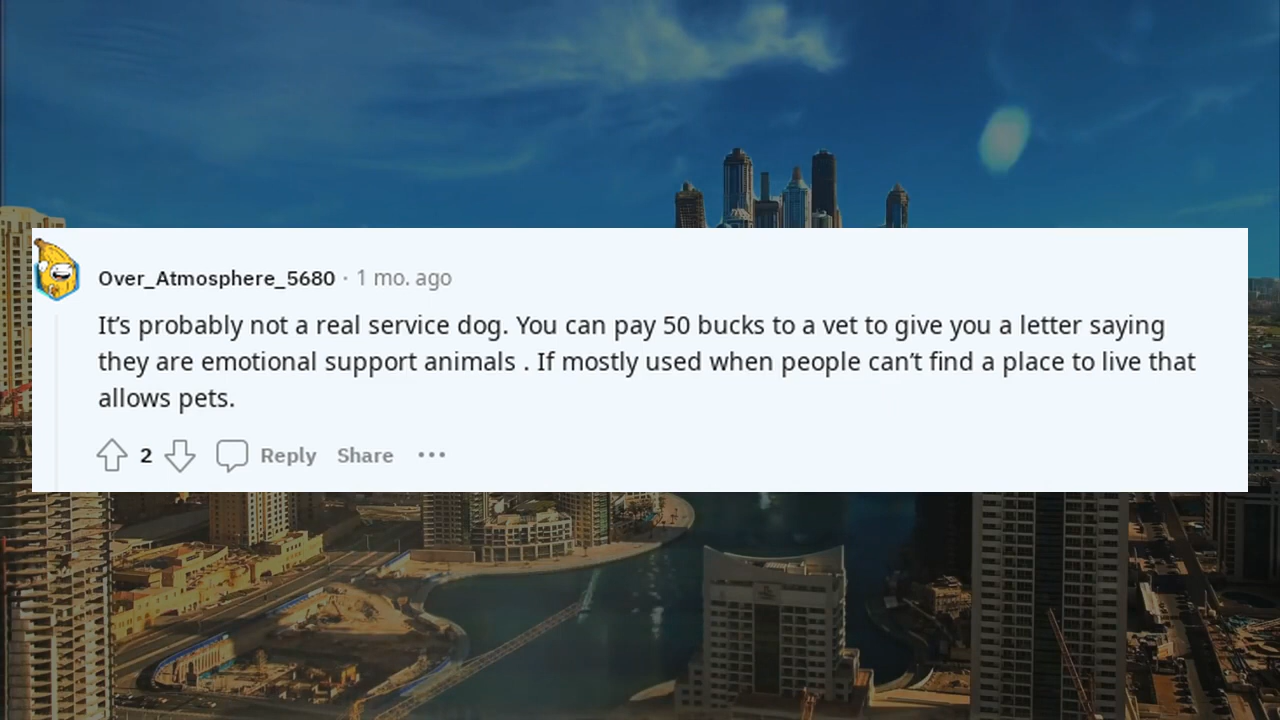 Over_Atmosphere_5680 · 1 mo. ago
It’s probably not a real service dog. You can pay 50 bucks to a vet to give you a letter saying
they are emotional support animals . If mostly used when people can’t find a place to live that
allows pets.
2 Reply Share ···